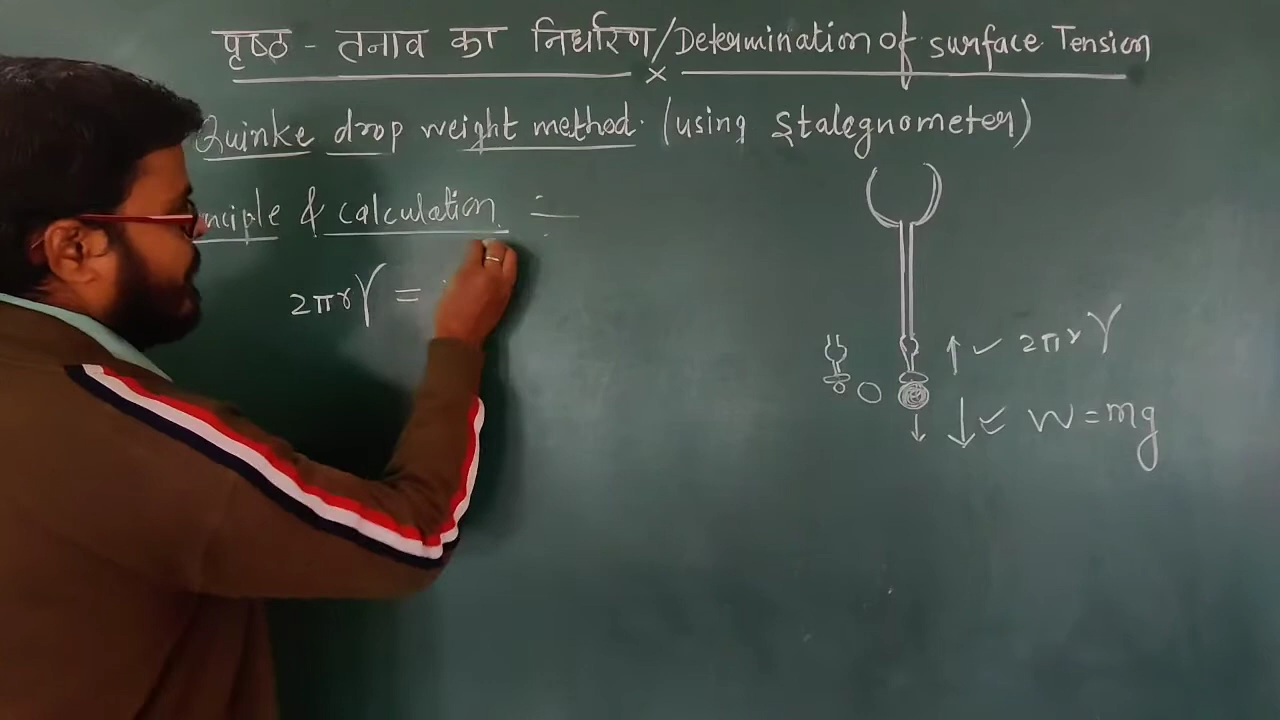 पृष्ठ - तनाव का निर्धारण/Determination of surface Tension
x
Quinke drop weight method. (using stalegnometer)
nciple & calculation :-
2πrγ =
↑ ✓ 2πrγ
↓ ✓ W=mg